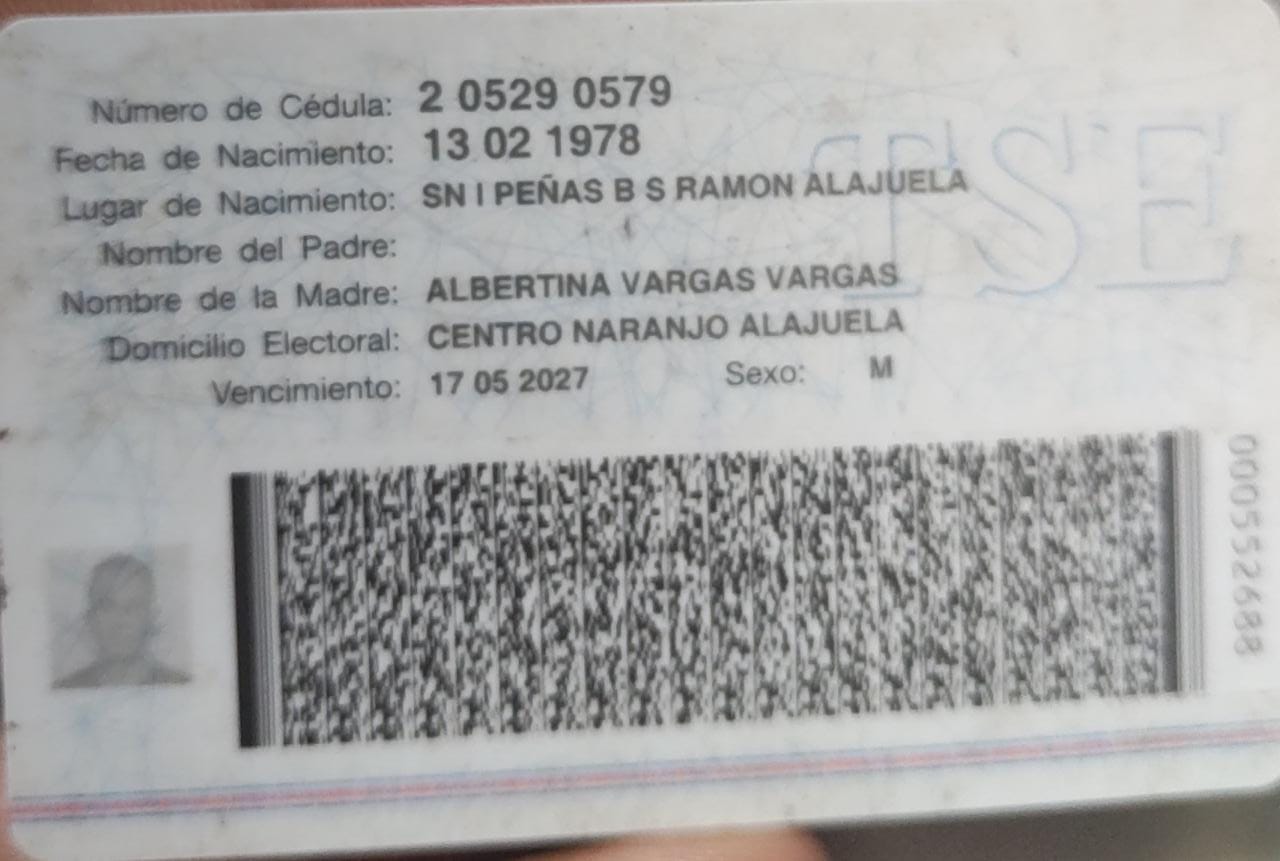 Número de Cédula: 2 0529 0579
Fecha de Nacimiento: 13 02 1978
Lugar de Nacimiento: SN I PEÑAS B S RAMON ALAJUELA
Nombre del Padre:
Nombre de la Madre: ALBERTINA VARGAS VARGAS
Domicilio Electoral: CENTRO NARANJO ALAJUELA
Vencimiento: 17 05 2027 Sexo: M
TSE
000552688